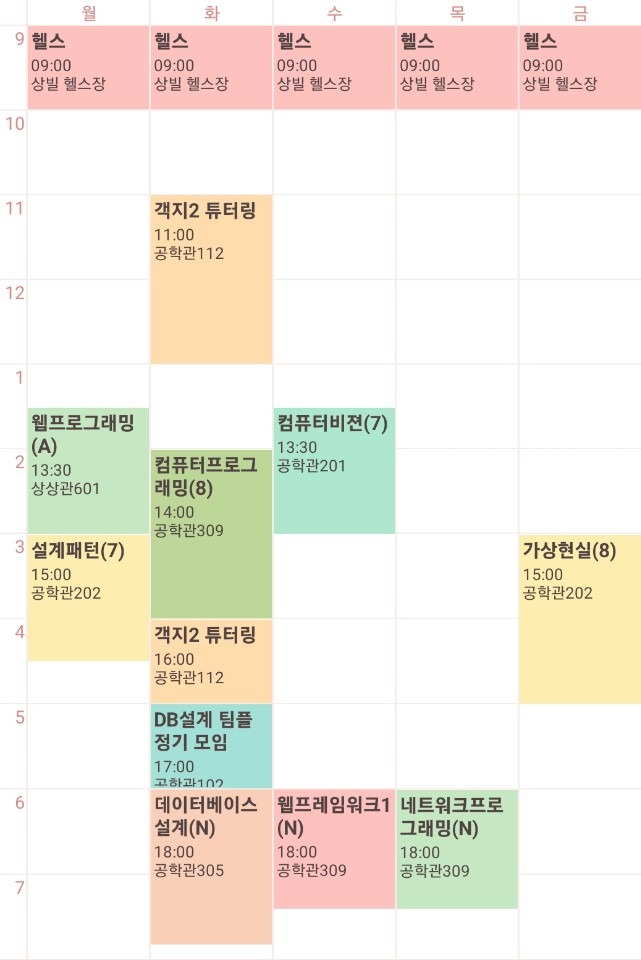 월 화 수 목 금
9
헬스
09:00
상빌 헬스장
헬스
09:00
상빌 헬스장
헬스
09:00
상빌 헬스장
헬스
09:00
상빌 헬스장
헬스
09:00
상빌 헬스장
10
11
객지2 튜터링
11:00
공학관112
12
1
웹프로그래밍
(A)
13:30
상상관601
컴퓨터비젼(7)
13:30
공학관201
2
컴퓨터프로그
래밍(8)
14:00
공학관309
3
설계패턴(7)
15:00
공학관202
가상현실(8)
15:00
공학관202
4
객지2 튜터링
16:00
공학관112
5
DB설계 팀플
정기 모임
17:00
공학관102
6
데이터베이스
설계(N)
18:00
공학관305
웹프레임워크1
(N)
18:00
공학관309
네트워크프로
그래밍(N)
18:00
공학관309
7